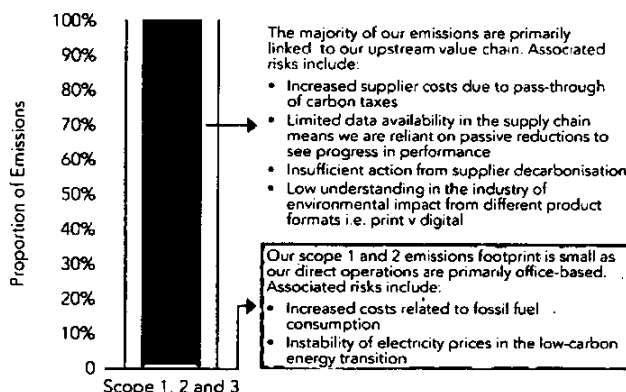 100%
90%
80%
70%
60%
50%
40%
30%
20%
10%
0
Proportion of Emissions
Scope 1, 2 and 3
The majority of our emissions are primarily
linked to our upstream value chain. Associated
risks include:
• Increased supplier costs due to pass-through
of carbon taxes
• Limited data availability in the supply chain
means we are reliant on passive reductions to
see progress in performance
• Insufficient action from supplier decarbonisation
• Low understanding in the industry of
environmental impact from different product
formats i.e. print v digital
Our scope 1 and 2 emissions footprint is small as
our direct operations are primarily office-based.
Associated risks include:
• Increased costs related to fossil fuel
consumption
• Instability of electricity prices in the low-carbon
energy transition